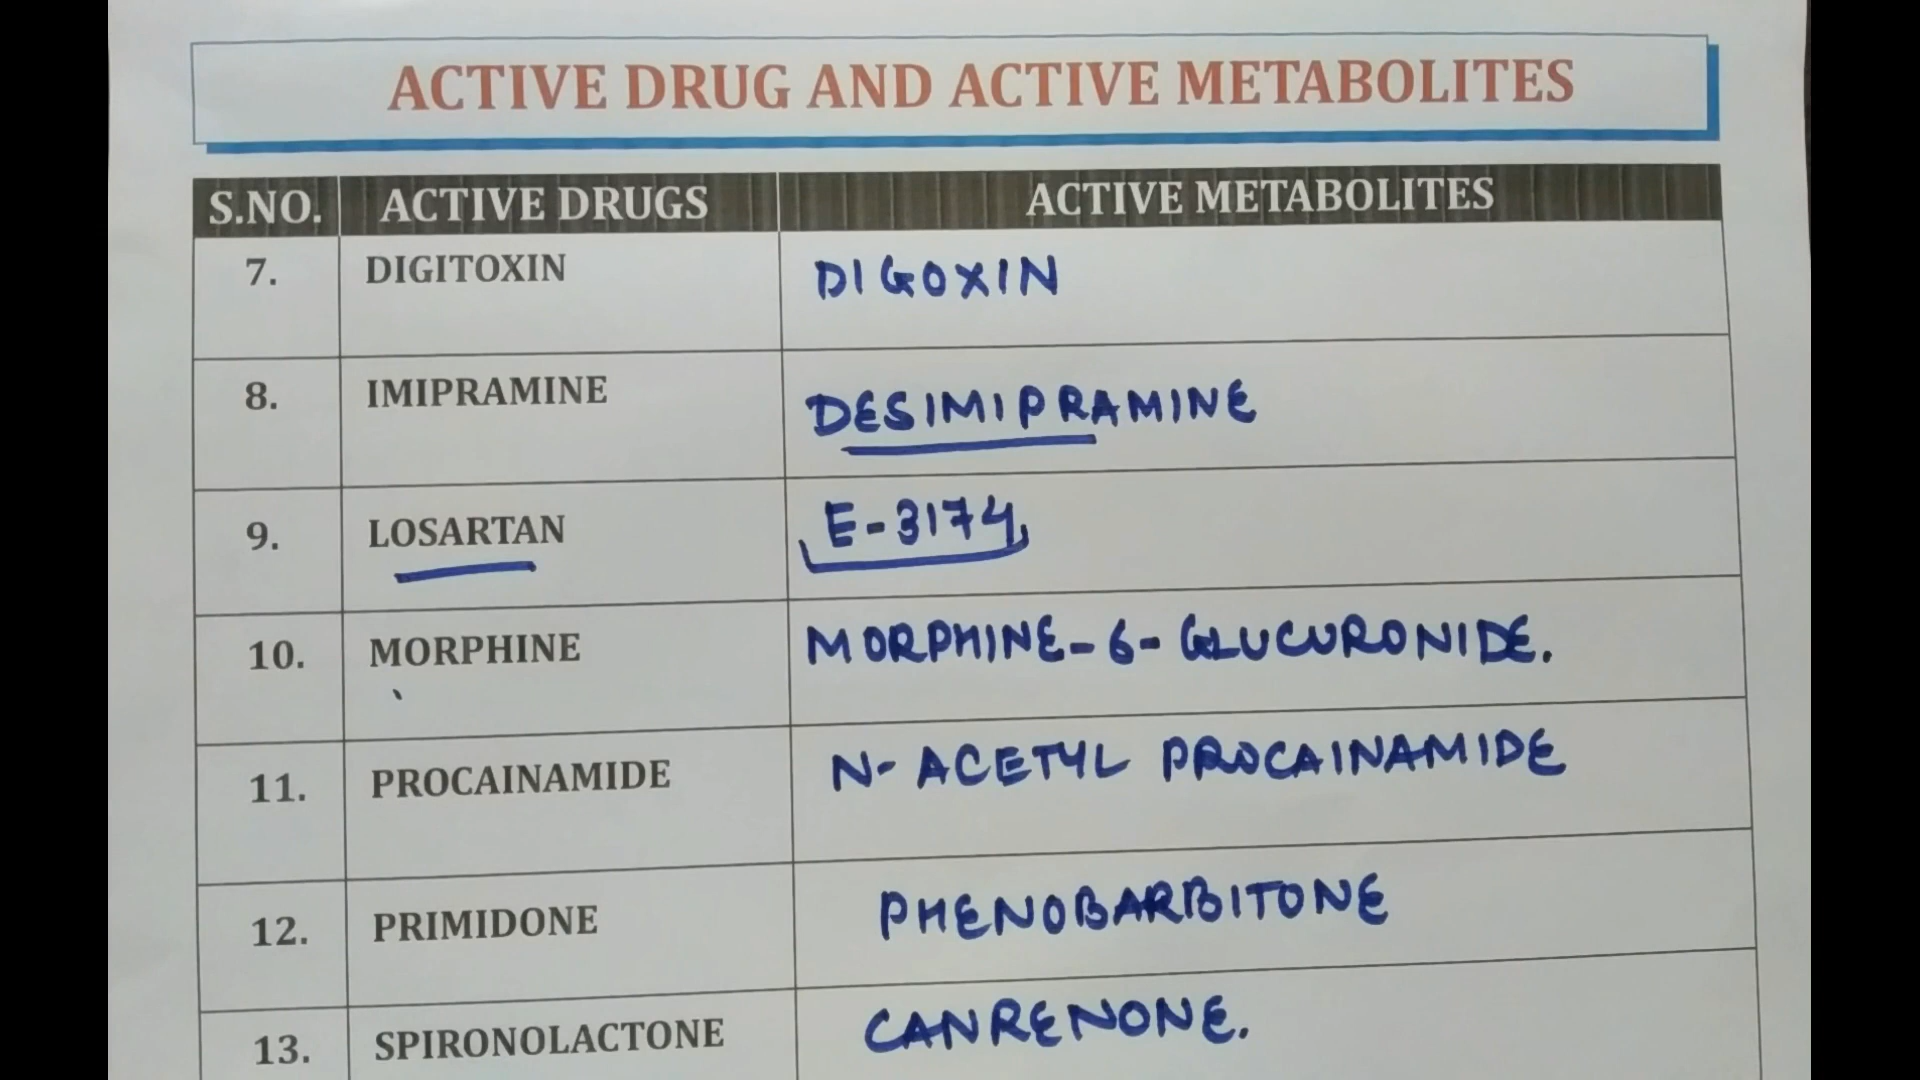 ACTIVE DRUG AND ACTIVE METABOLITES
S.NO. ACTIVE DRUGS ACTIVE METABOLITES
7. DIGITOXIN DIGOXIN
8. IMIPRAMINE DESIMIPRAMINE
9. LOSARTAN E-3174
10. MORPHINE MORPHINE-6-GLUCURONIDE.
11. PROCAINAMIDE N-ACETYL PROCAINAMIDE
12. PRIMIDONE PHENOBARBITONE
13. SPIRONOLACTONE CANRENONE.